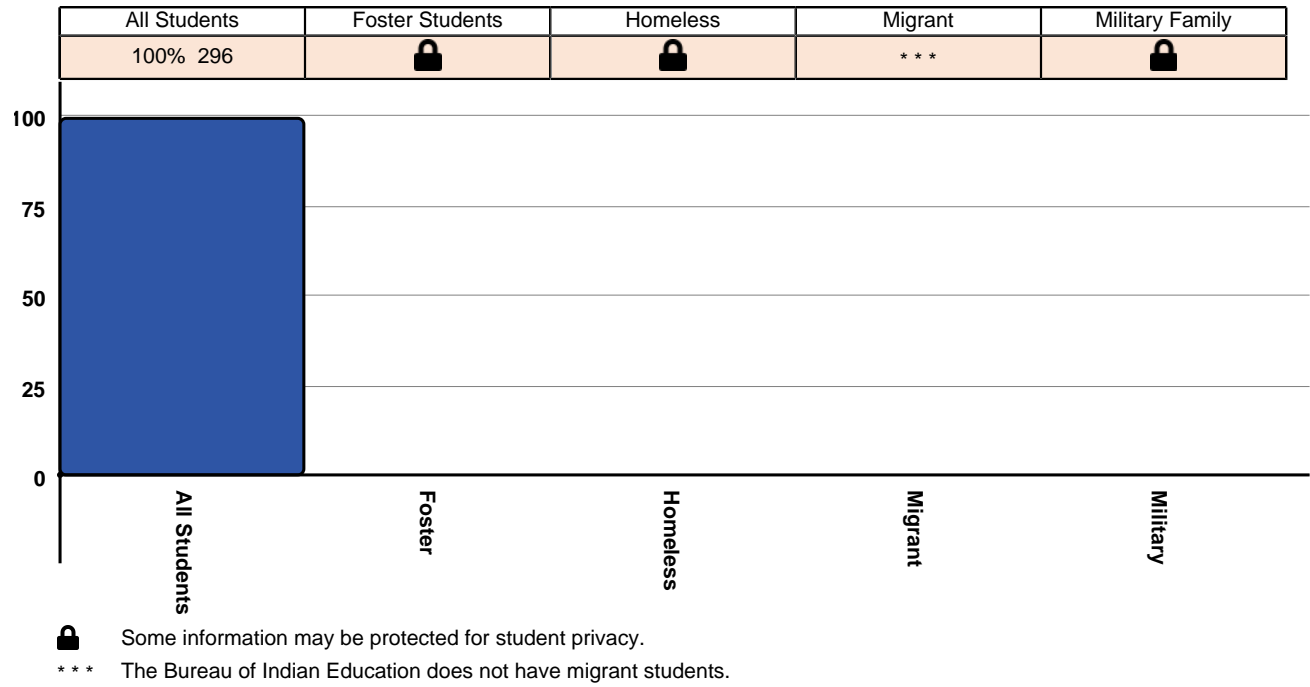 All Students Foster Students Homeless Migrant Military Family
100% 296 * * *
100
75
50
25
0
All Students
Foster
Homeless
Migrant
Military
Some information may be protected for student privacy.
* * * The Bureau of Indian Education does not have migrant students.